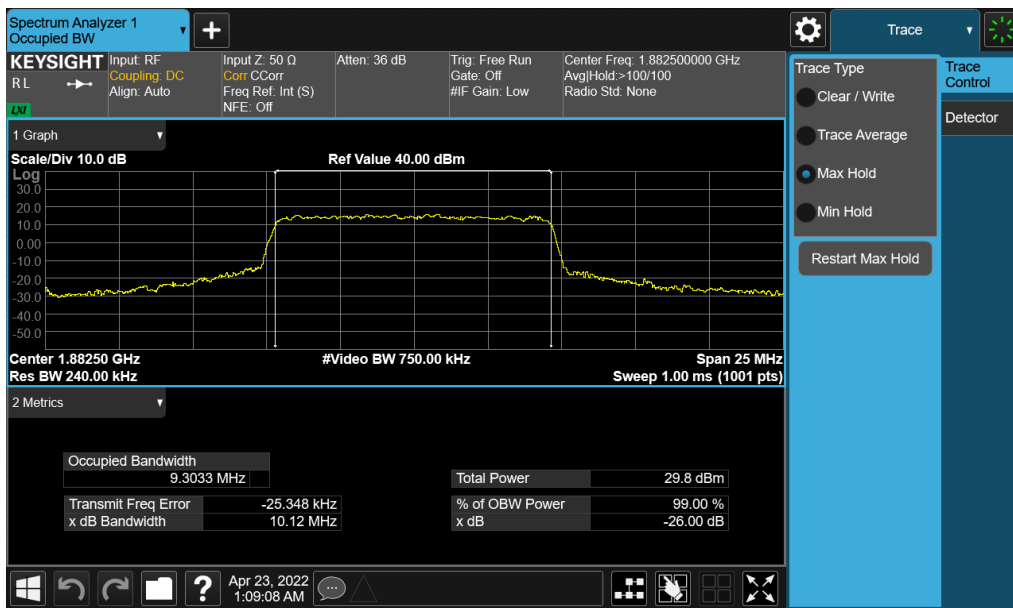 Spectrum Analyzer 1
Occupied BW
+
Trace
KEYSIGHT
R L
LXI
Input: RF
Coupling: DC
Align: Auto
Input Z: 50 Ω
Corr CCorr
Freq Ref: Int (S)
NFE: Off
Atten: 36 dB
Trig: Free Run
Gate: Off
#IF Gain: Low
Center Freq: 1.882500000 GHz
Avg|Hold:>100/100
Radio Std: None
Trace Type
Clear / Write
Trace Average
Max Hold
Min Hold
Restart Max Hold
Trace
Control
Detector
1 Graph
Scale/Div 10.0 dB
Ref Value 40.00 dBm
Log
30.0
20.0
10.0
0.00
-10.0
-20.0
-30.0
-40.0
-50.0
Center 1.88250 GHz
#Video BW 750.00 kHz
Span 25 MHz
Res BW 240.00 kHz
Sweep 1.00 ms (1001 pts)
2 Metrics
Occupied Bandwidth
9.3033 MHz
Total Power 29.8 dBm
Transmit Freq Error -25.348 kHz
% of OBW Power 99.00 %
x dB Bandwidth 10.12 MHz
x dB -26.00 dB
?
Apr 23, 2022
1:09:08 AM